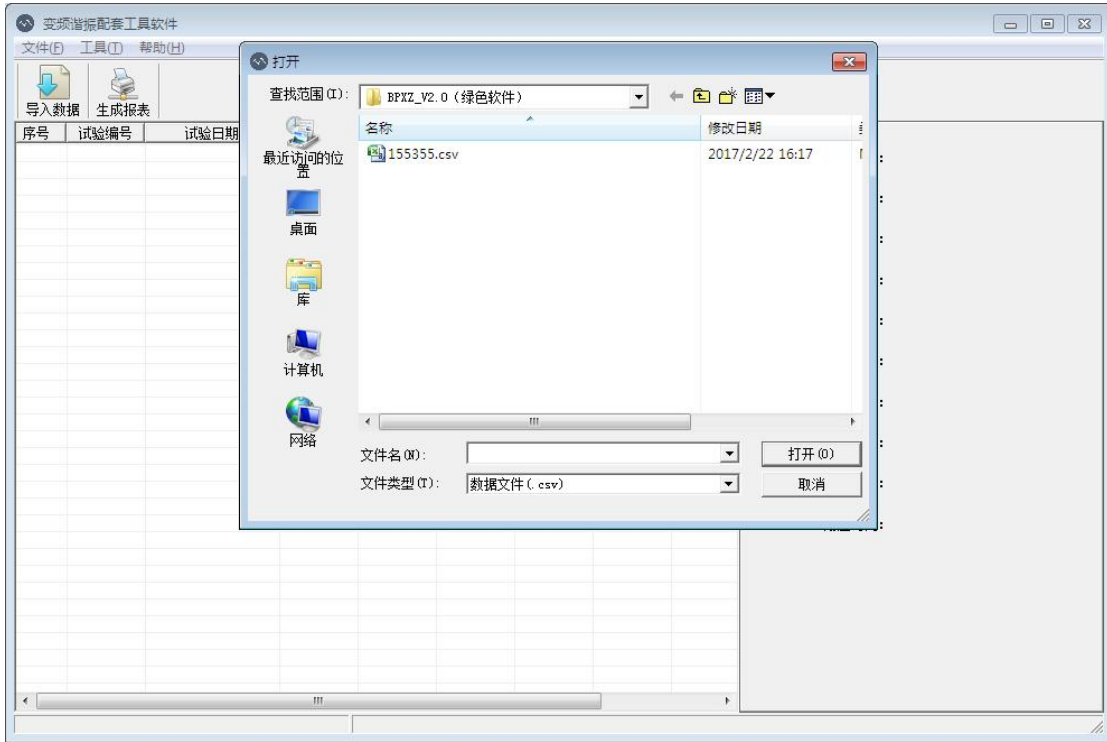 变频谐振配套工具软件
文件(F) 工具(T) 帮助(H)
导入数据 生成报表
序号 试验编号 试验日期
打开
查找范围(I): BPXZ_V2.0 (绿色软件)
名称 修改日期
155355.csv 2017/2/22 16:17
最近访问的位置
桌面
库
计算机
网络
文件名(N): 打开(O)
文件类型(T): 数据文件(.csv) 取消